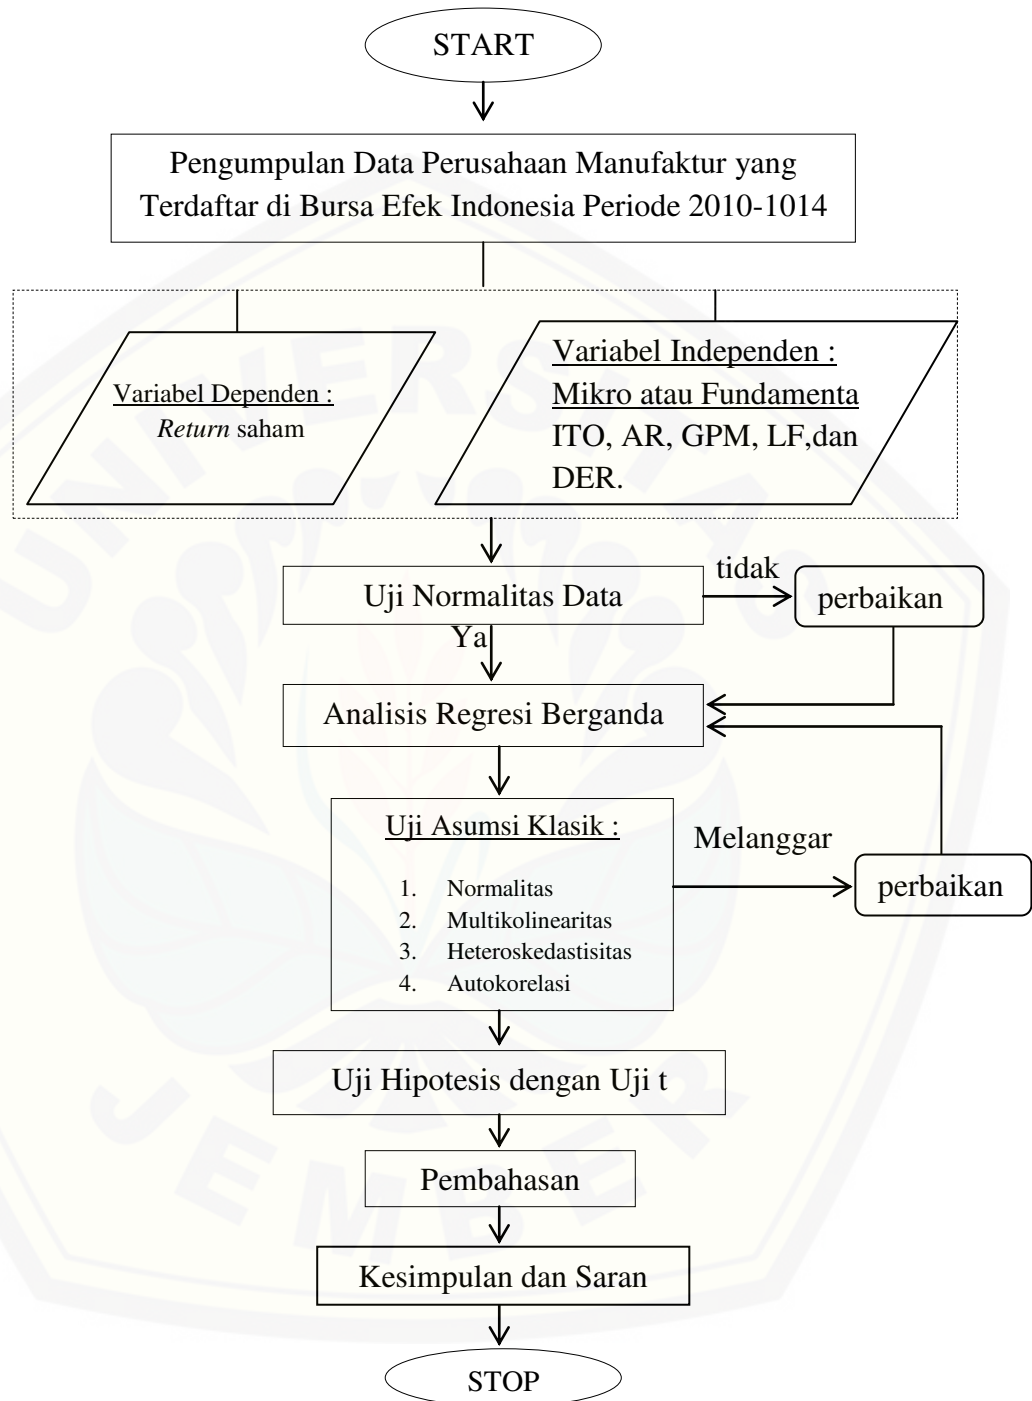 START
Pengumpulan Data Perusahaan Manufaktur yang
Terdaftar di Bursa Efek Indonesia Periode 2010-1014
Variabel Dependen :
Return saham
Variabel Independen :
Mikro atau Fundamenta
ITO, AR, GPM, LF,dan
DER.
Uji Normalitas Data
tidak
perbaikan
Ya
Analisis Regresi Berganda
Uji Asumsi Klasik :
1. Normalitas
2. Multikolinearitas
3. Heteroskedastisitas
4. Autokorelasi
Melanggar
perbaikan
Uji Hipotesis dengan Uji t
Pembahasan
Kesimpulan dan Saran
STOP
UNIVERSITAS
JEMBER